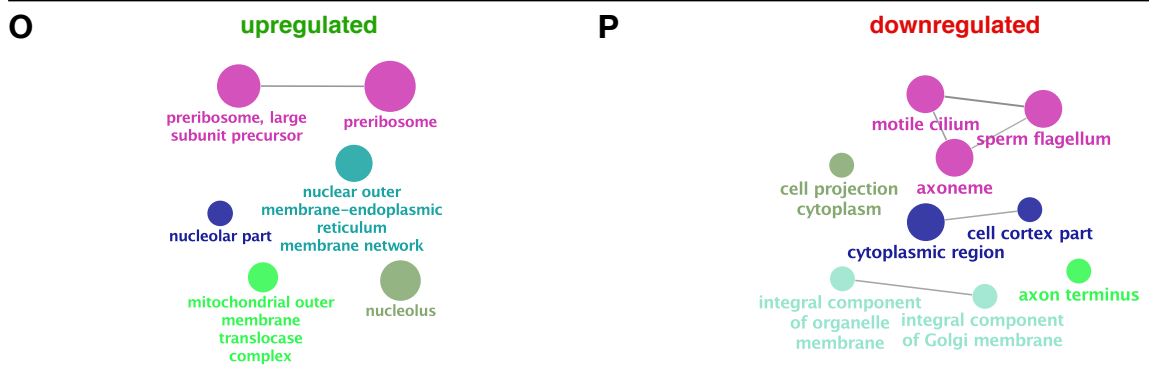 O
upregulated
preribosome, large
subunit precursor
preribosome
nuclear outer
membrane-endoplasmic
reticulum
membrane network
nucleolar part
mitochondrial outer
membrane
translocase
complex
nucleolus
P
downregulated
motile cilium
sperm flagellum
axoneme
cell projection
cytoplasm
cytoplasmic region
cell cortex part
integral component
of organelle
membrane
integral component
of Golgi membrane
axon terminus